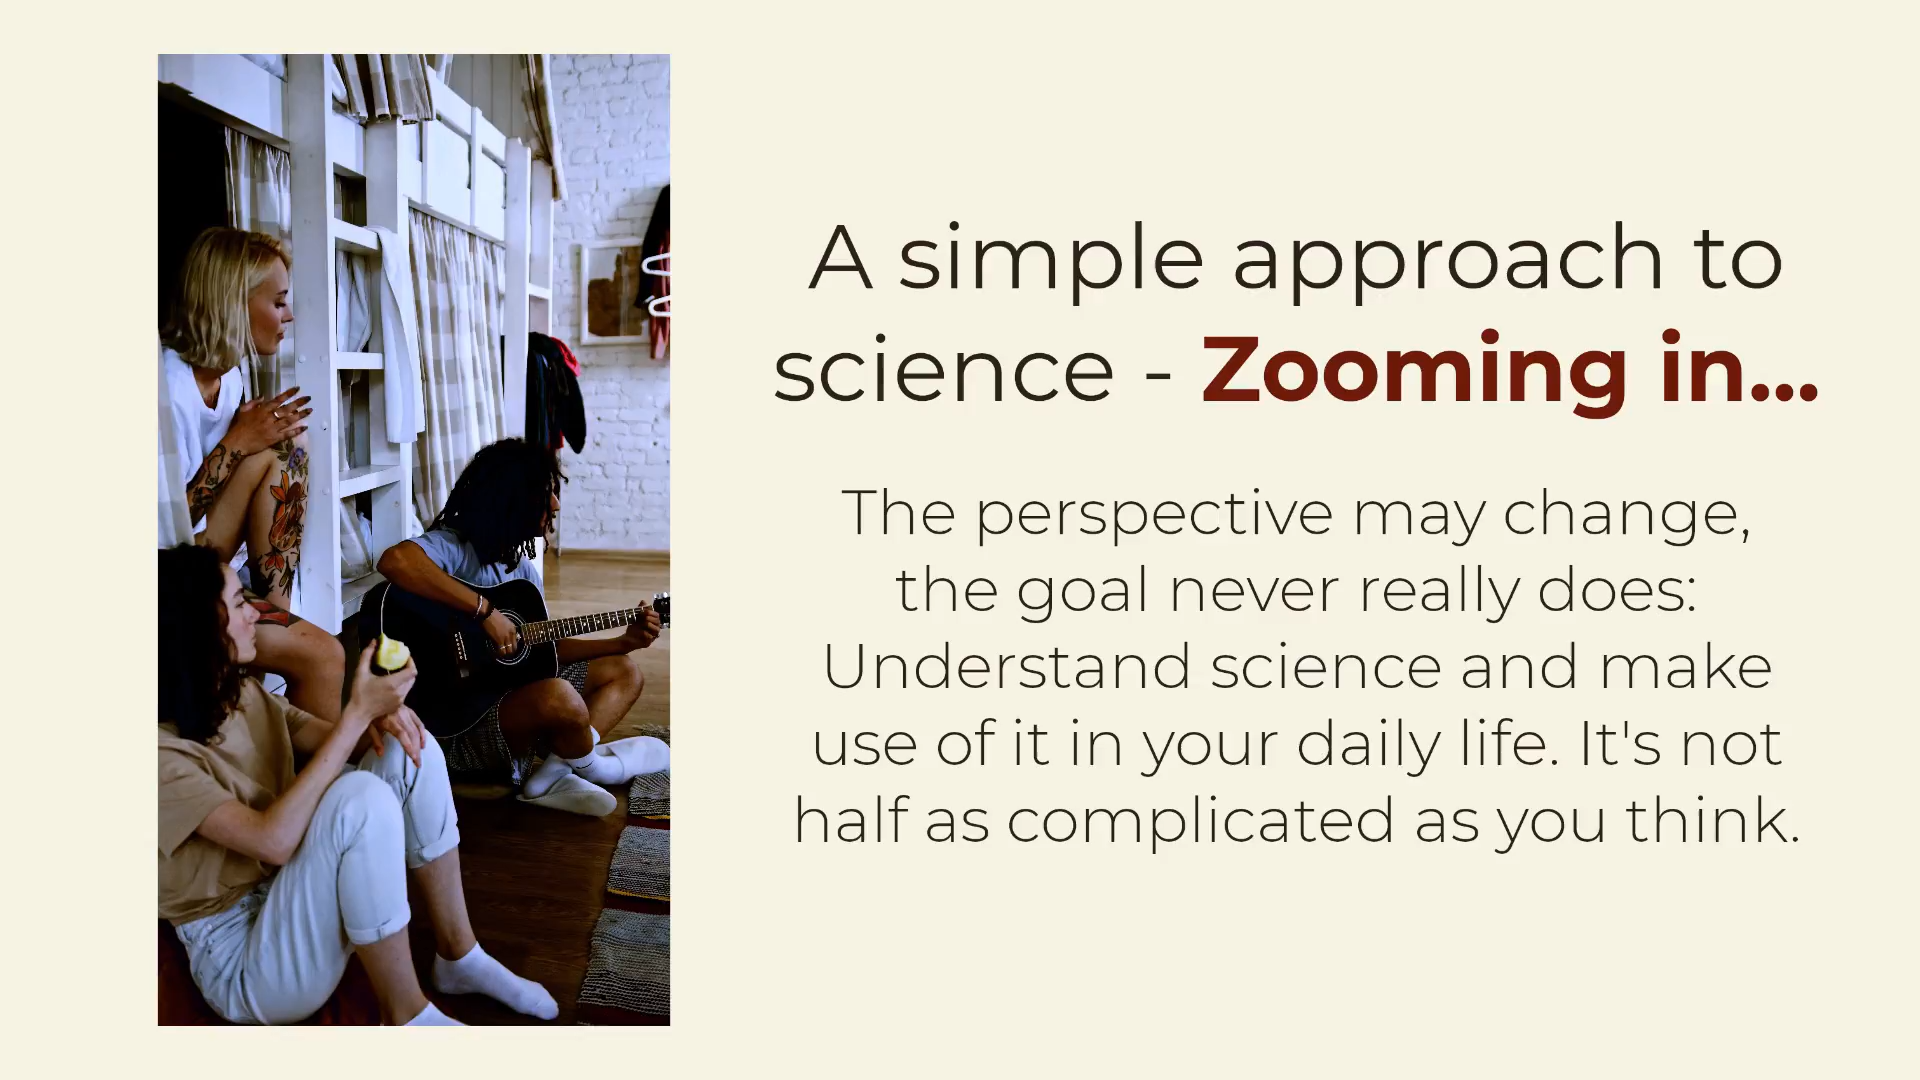 A simple approach to
science - Zooming in...
The perspective may change,
the goal never really does:
Understand science and make
use of it in your daily life. It's not
half as complicated as you think.